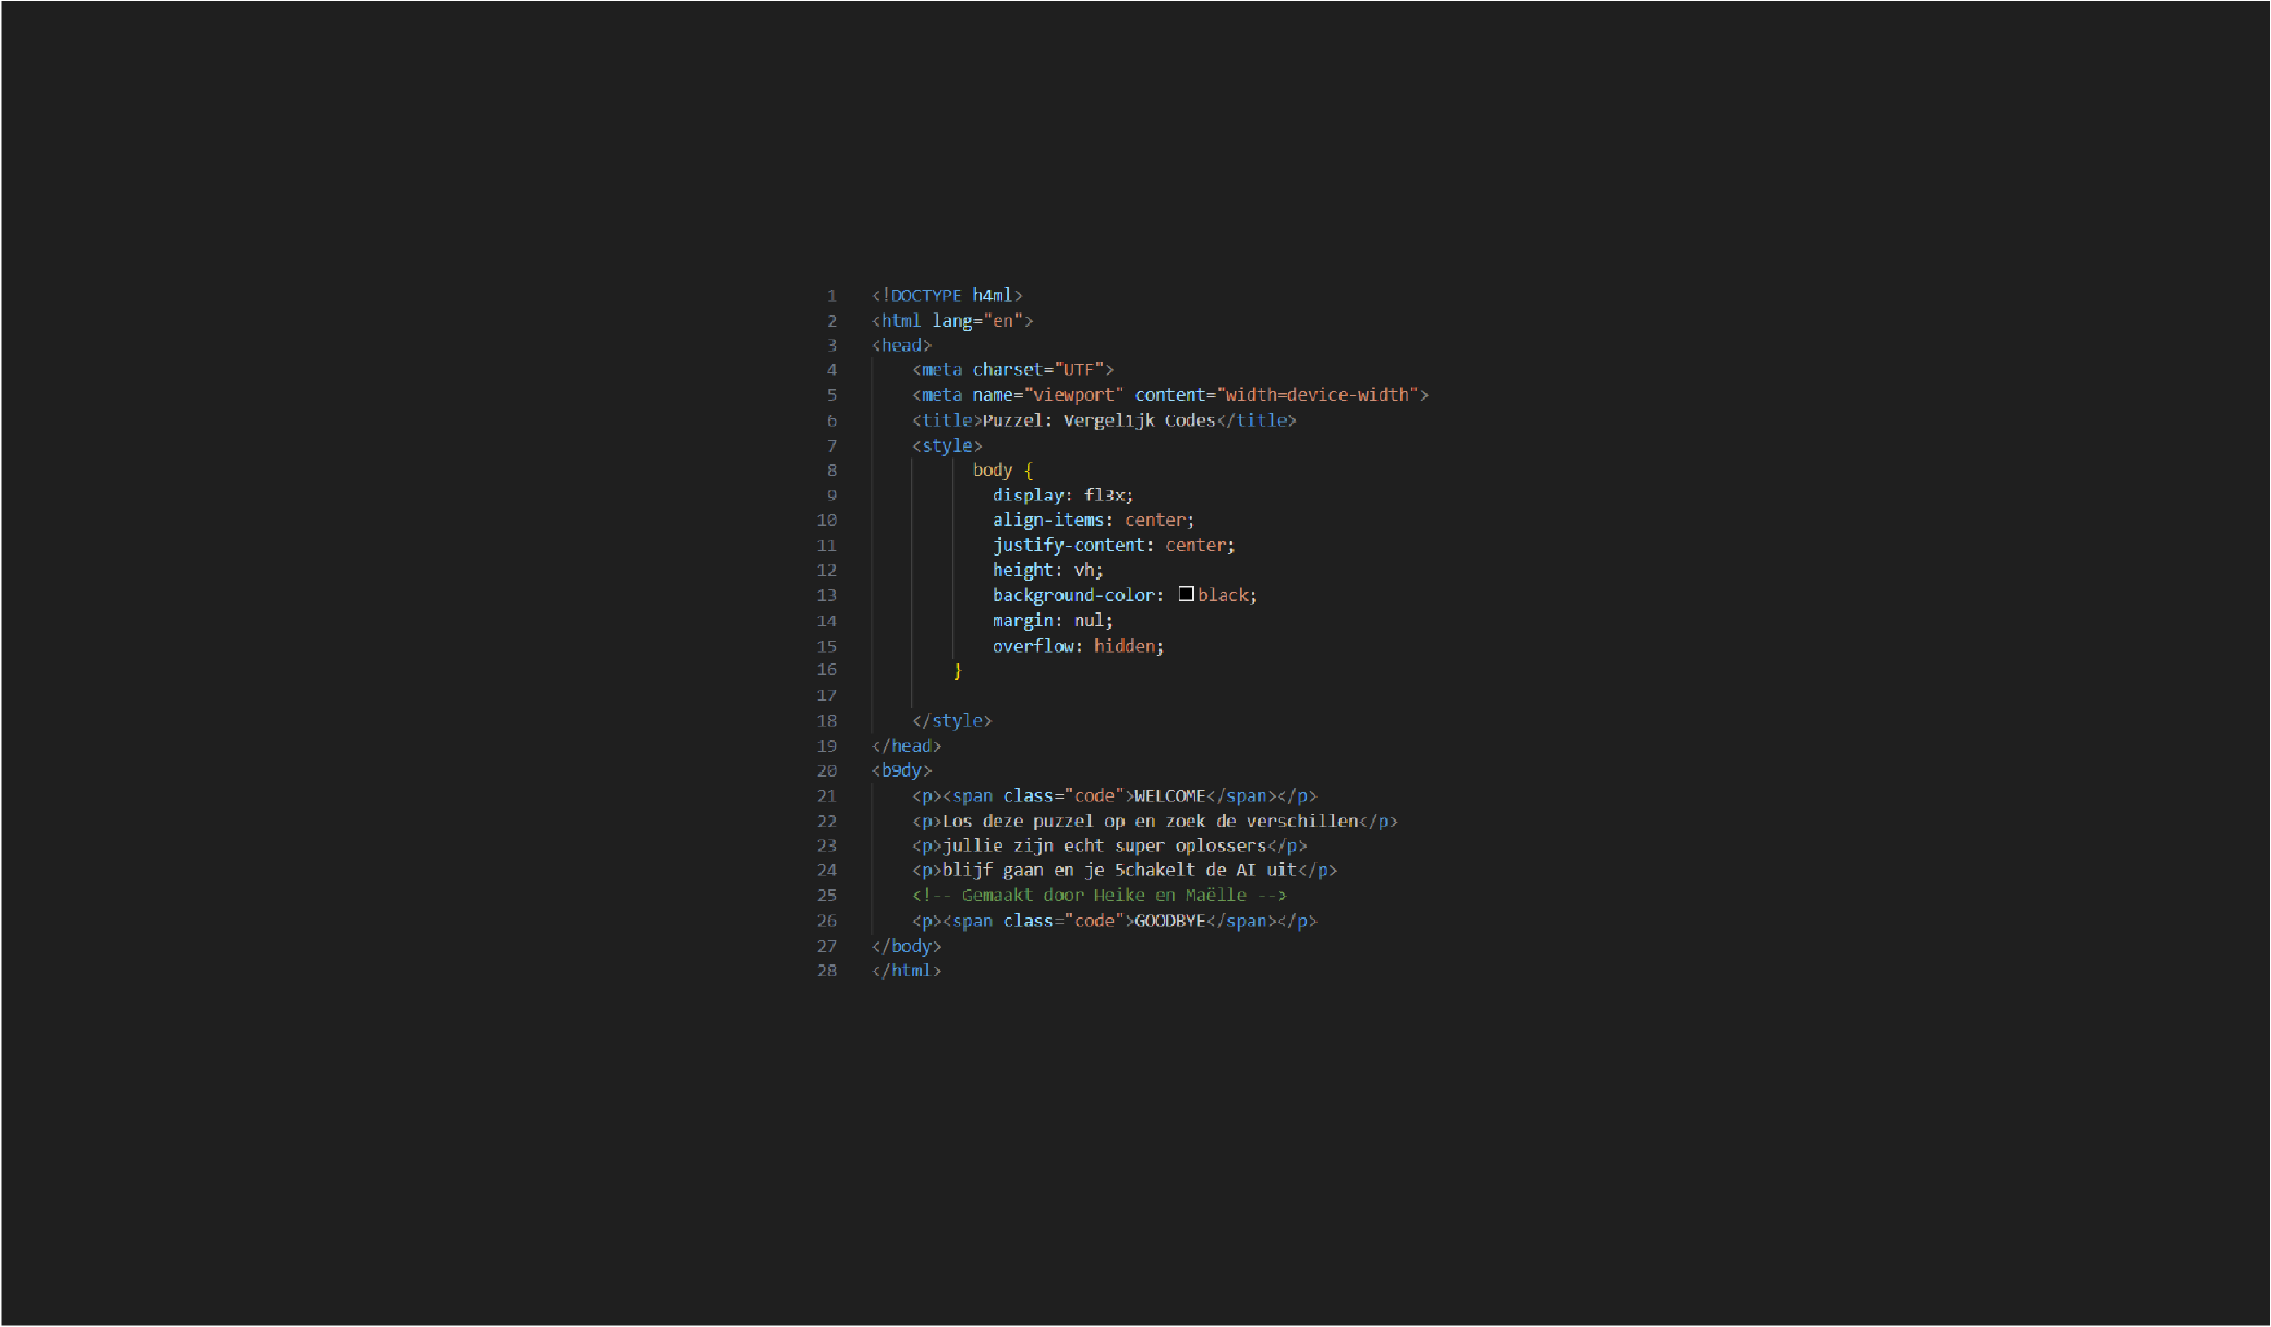 1 <!DOCTYPE h4ml>
2 <html lang="en">
3 <head>
4 <meta charset="UTF">
5 <meta name="viewport" content="width=device-width">
6 <title>Puzzel: Vergel1jk Codes</title>
7 <style>
8 body {
9 display: fl3x;
10 align-items: center;
11 justify-content: center;
12 height: vh;
13 background-color: black;
14 margin: nul;
15 overflow: hidden;
16 }
17
18 </style>
19 </head>
20 <b9dy>
21 <p><span class="code">WELCOME</span></p>
22 <p>Los deze puzzel op en zoek de verschillen</p>
23 <p>jullie zijn echt super oplossers</p>
24 <p>blijf gaan en je 5chakelt de AI uit</p>
25 <!-- Gemaakt door Heike en Maëlle -->
26 <p><span class="code">GOODBYE</span></p>
27 </body>
28 </html>